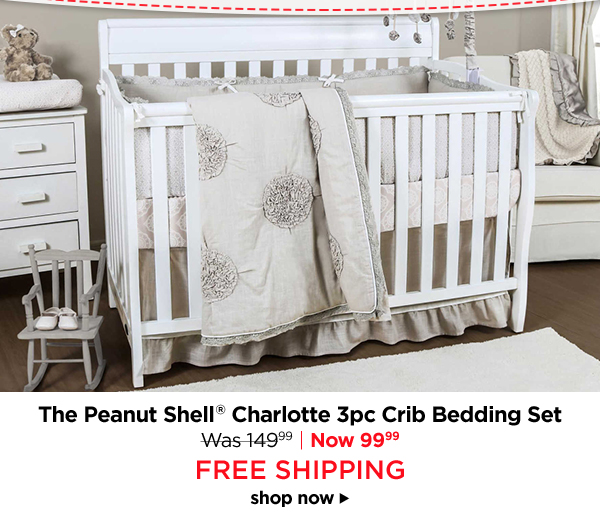 The Peanut Shell® Charlotte 3pc Crib Bedding Set
Was 149⁹⁹ | Now 99⁹⁹
FREE SHIPPING
shop now ▶